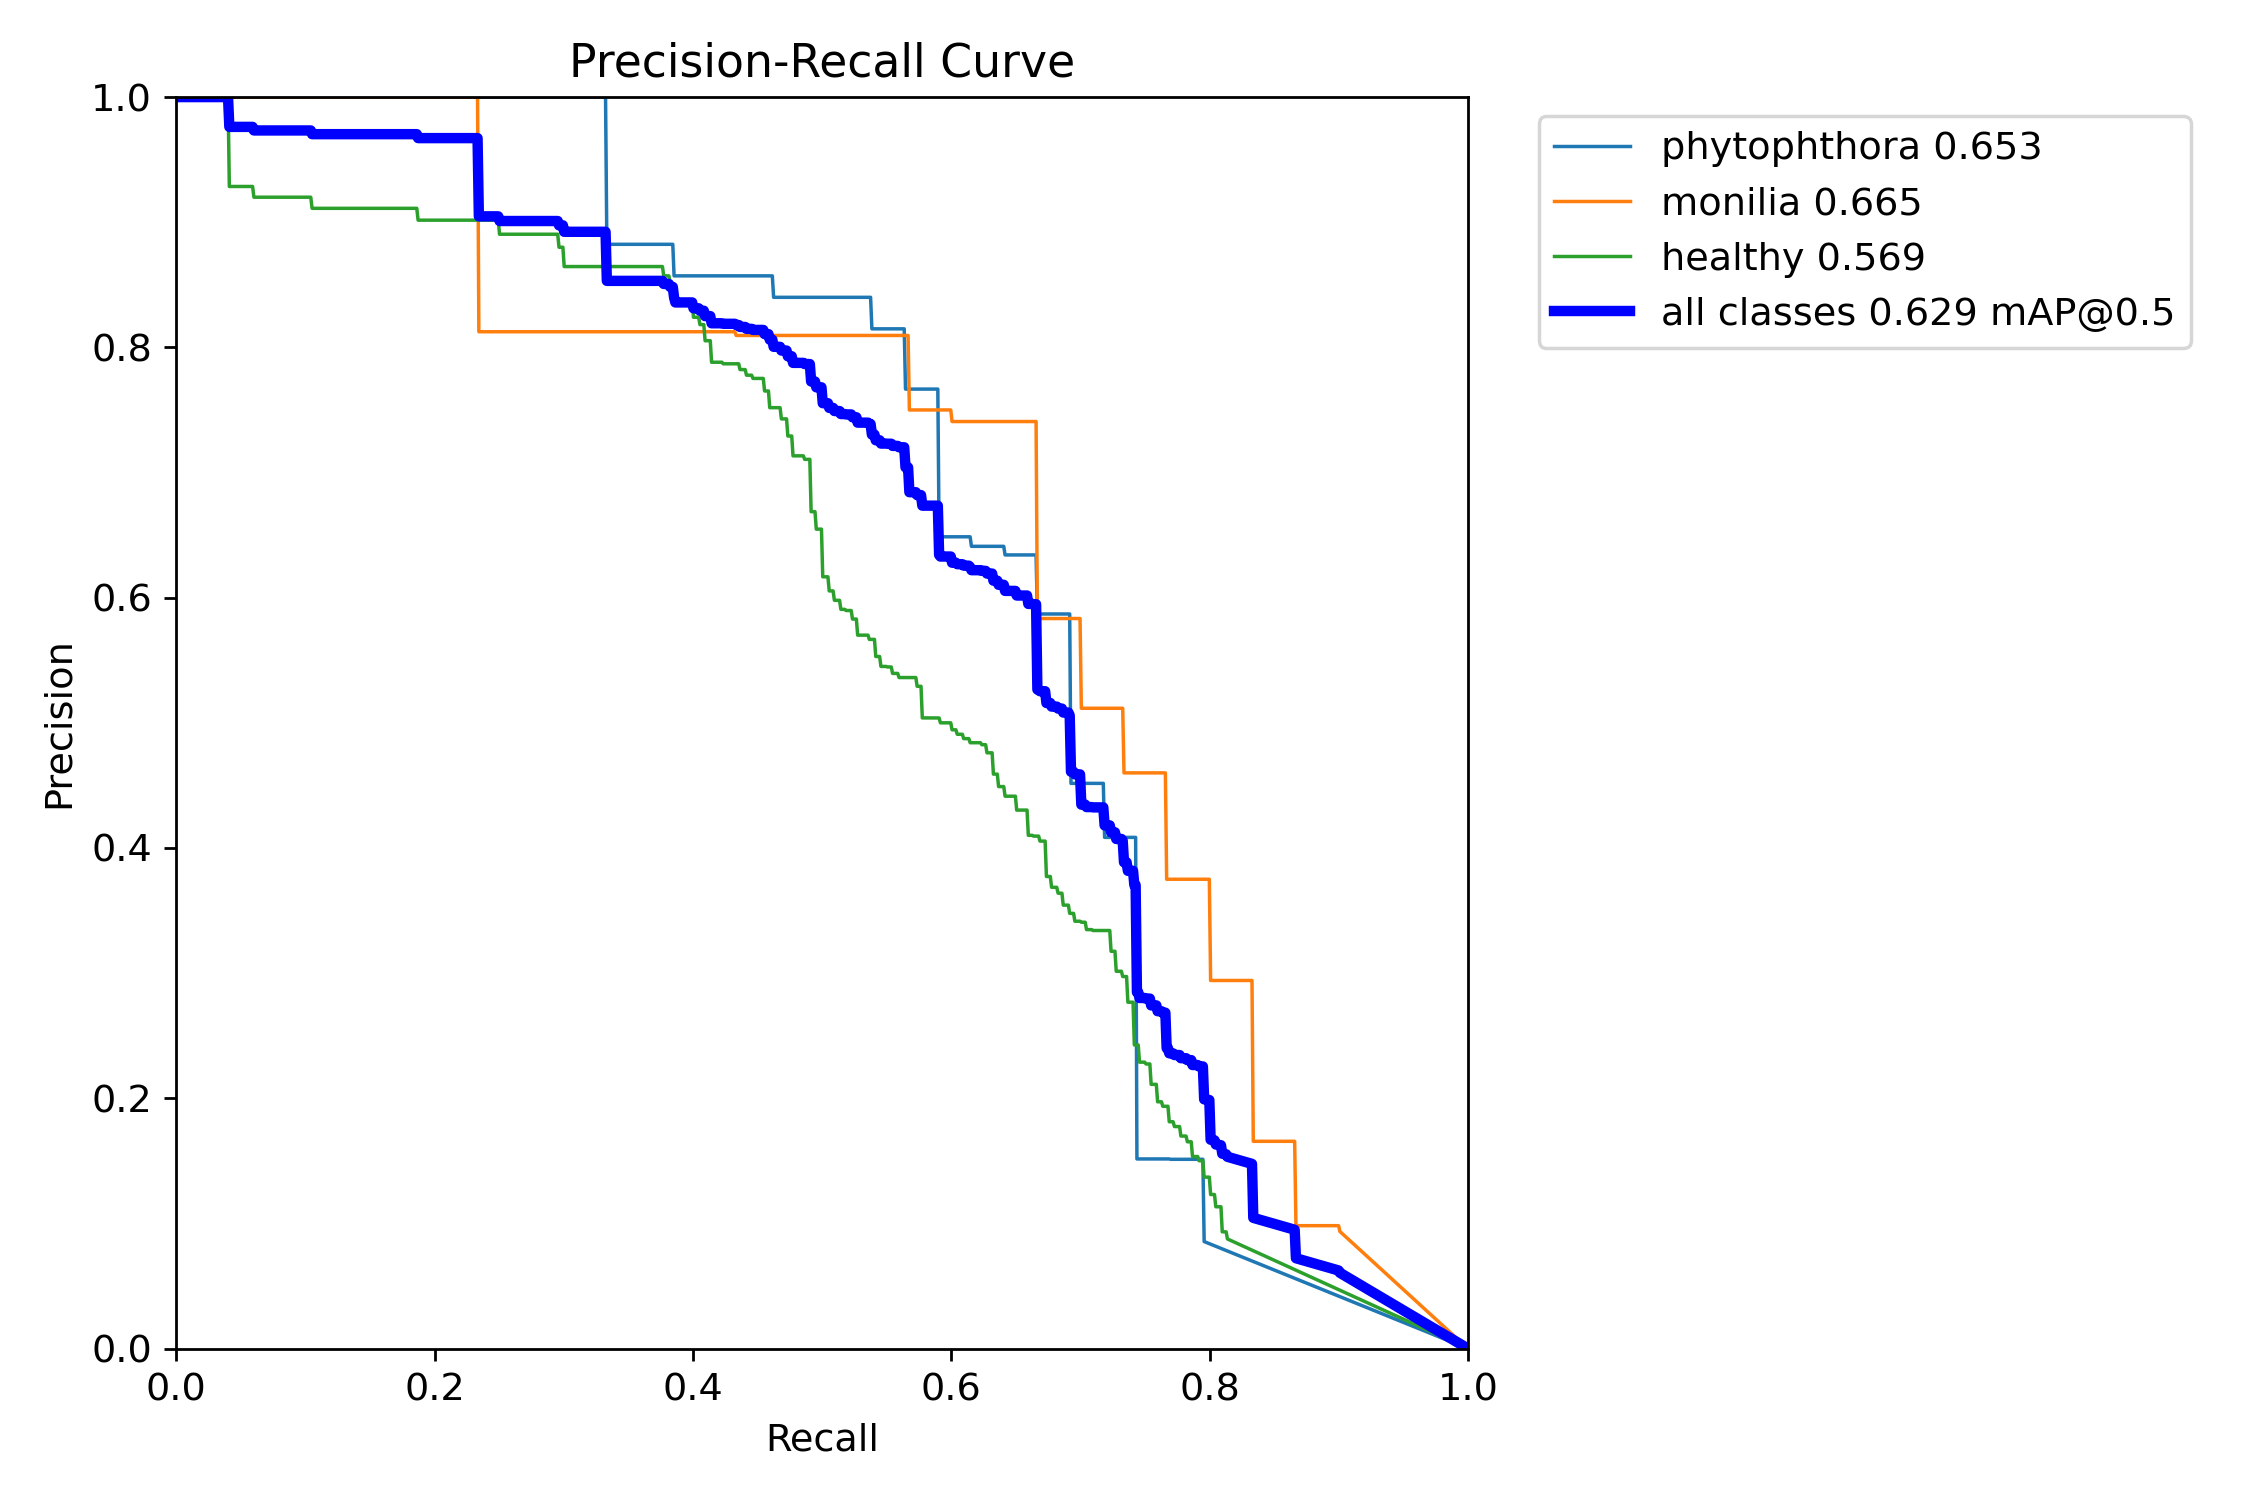 Precision-Recall Curve
1.0
0.8
0.6
0.4
0.2
0.0
Precision
0.0 0.2 0.4 0.6 0.8 1.0
Recall
phytophthora 0.653
monilia 0.665
healthy 0.569
all classes 0.629 mAP@0.5